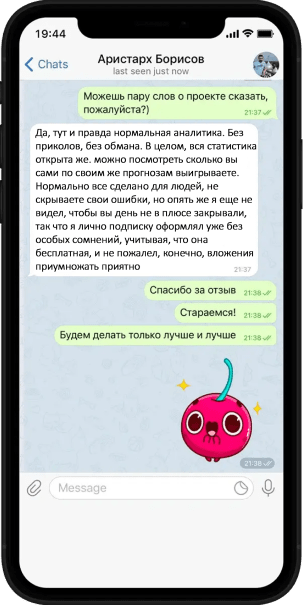 19:44
Chats
Аристарх Борисов
last seen just now
Можешь пару слов о проекте сказать,
пожалуйста?)
21:37
Да, тут и правда нормальная аналитика. Без
приколов, без обмана. В целом, вся статистика
открыта же. можно посмотреть сколько вы
сами по своим же прогнозам выигрываете.
Нормально все сделано для людей, не
скрываете свои ошибки, но опять же я еще не
видел, чтобы вы день не в плюсе закрывали,
так что я лично подписку оформлял уже без
особых сомнений, учитывая, что она
бесплатная, и не пожалел, конечно, вложения
приумножать приятно
21:37
Спасибо за отзыв 21:38
Стараемся! 21:38
Будем делать только лучше и лучше 21:38
21:38
Message